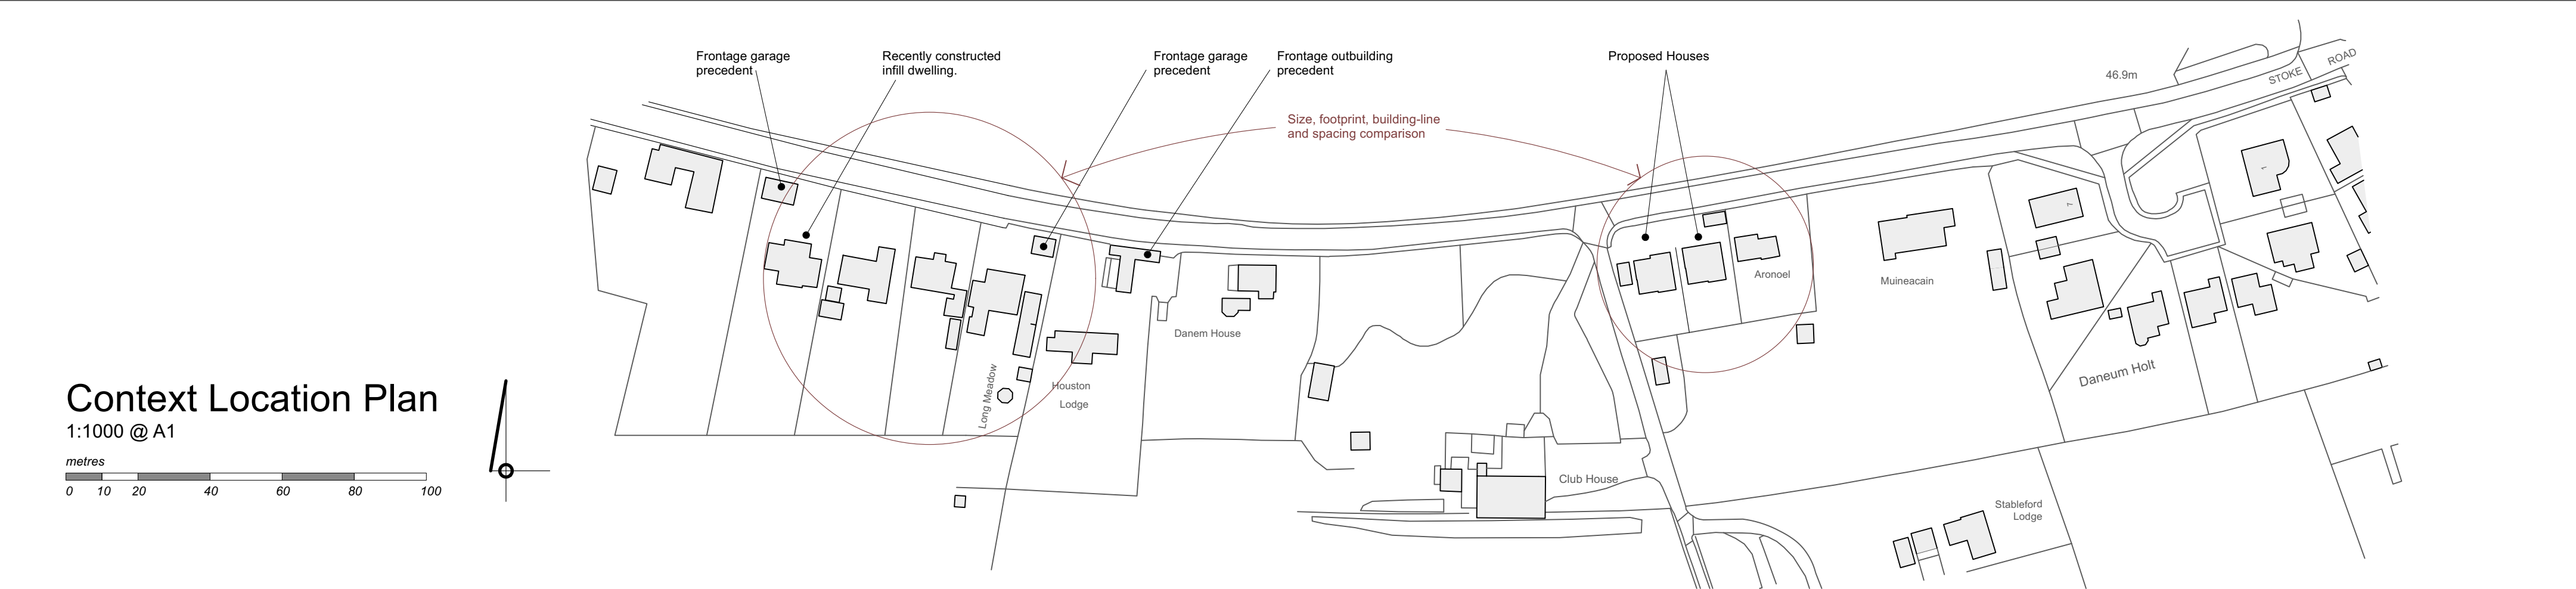 Frontage garage
precedent
Recently constructed
infill dwelling.
Frontage garage
precedent
Frontage outbuilding
precedent
Proposed Houses
Size, footprint, building-line
and spacing comparison
46.9m
STOKE ROAD
Aronoel
Muineacain
7
1
Danem House
Houston
Lodge
Long Meadow
Daneum Holt
Club House
Stableford
Lodge
Context Location Plan
1:1000 @ A1
metres
0 10 20 40 60 80 100